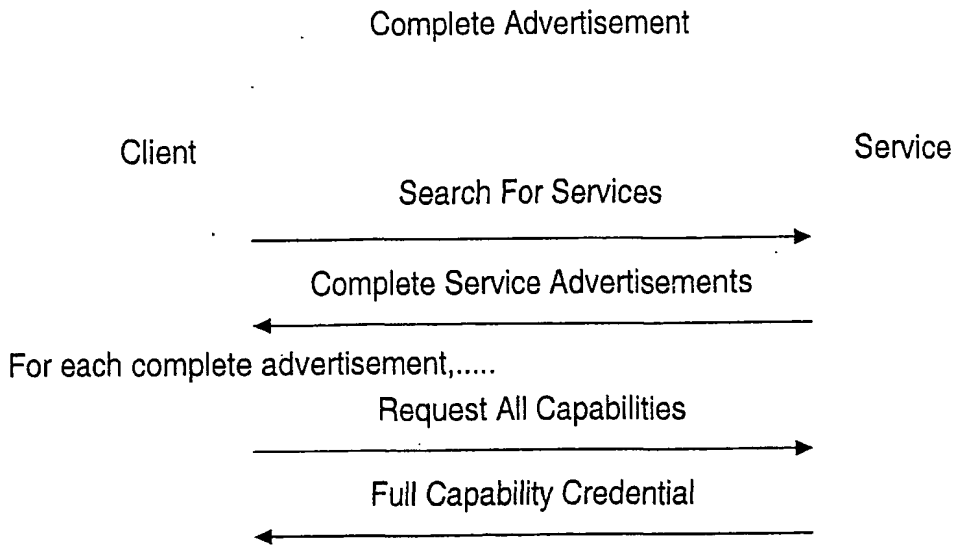 Complete Advertisement
Client
Service
Search For Services
Complete Service Advertisements
For each complete advertisement,.....
Request All Capabilities
Full Capability Credential